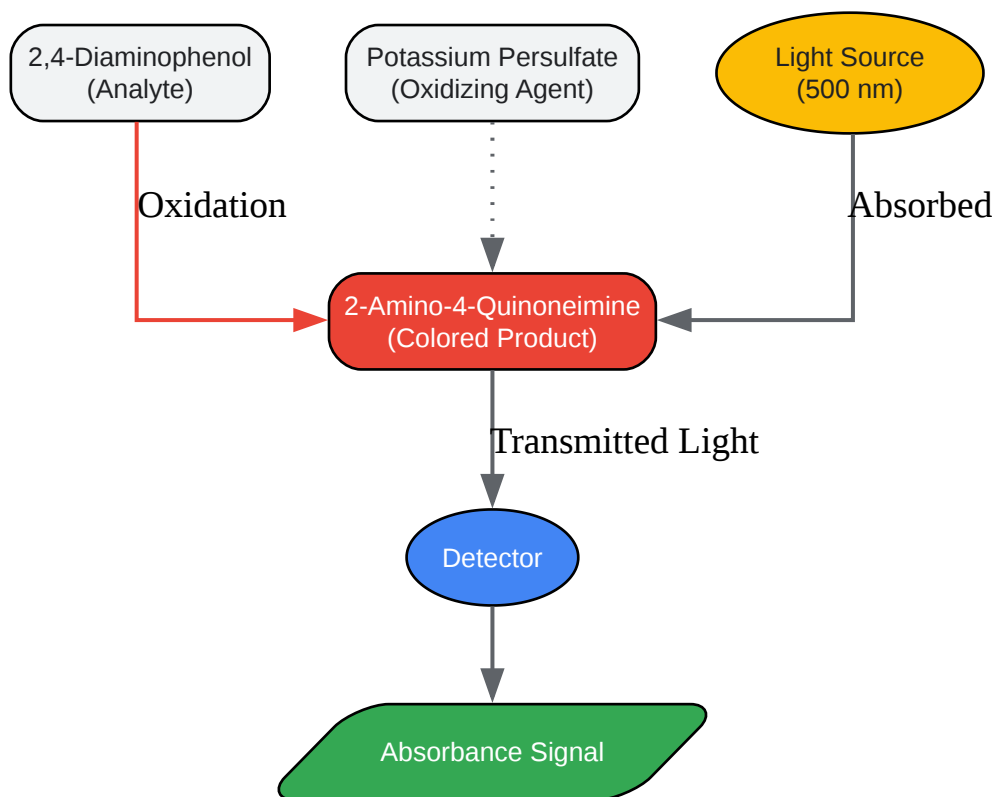 2,4-Diaminophenol
(Analyte)
Potassium Persulfate
(Oxidizing Agent)
Light Source
(500 nm)
Oxidation
Absorbed
2-Amino-4-Quinoneimine
(Colored Product)
Transmitted Light
Detector
Absorbance Signal